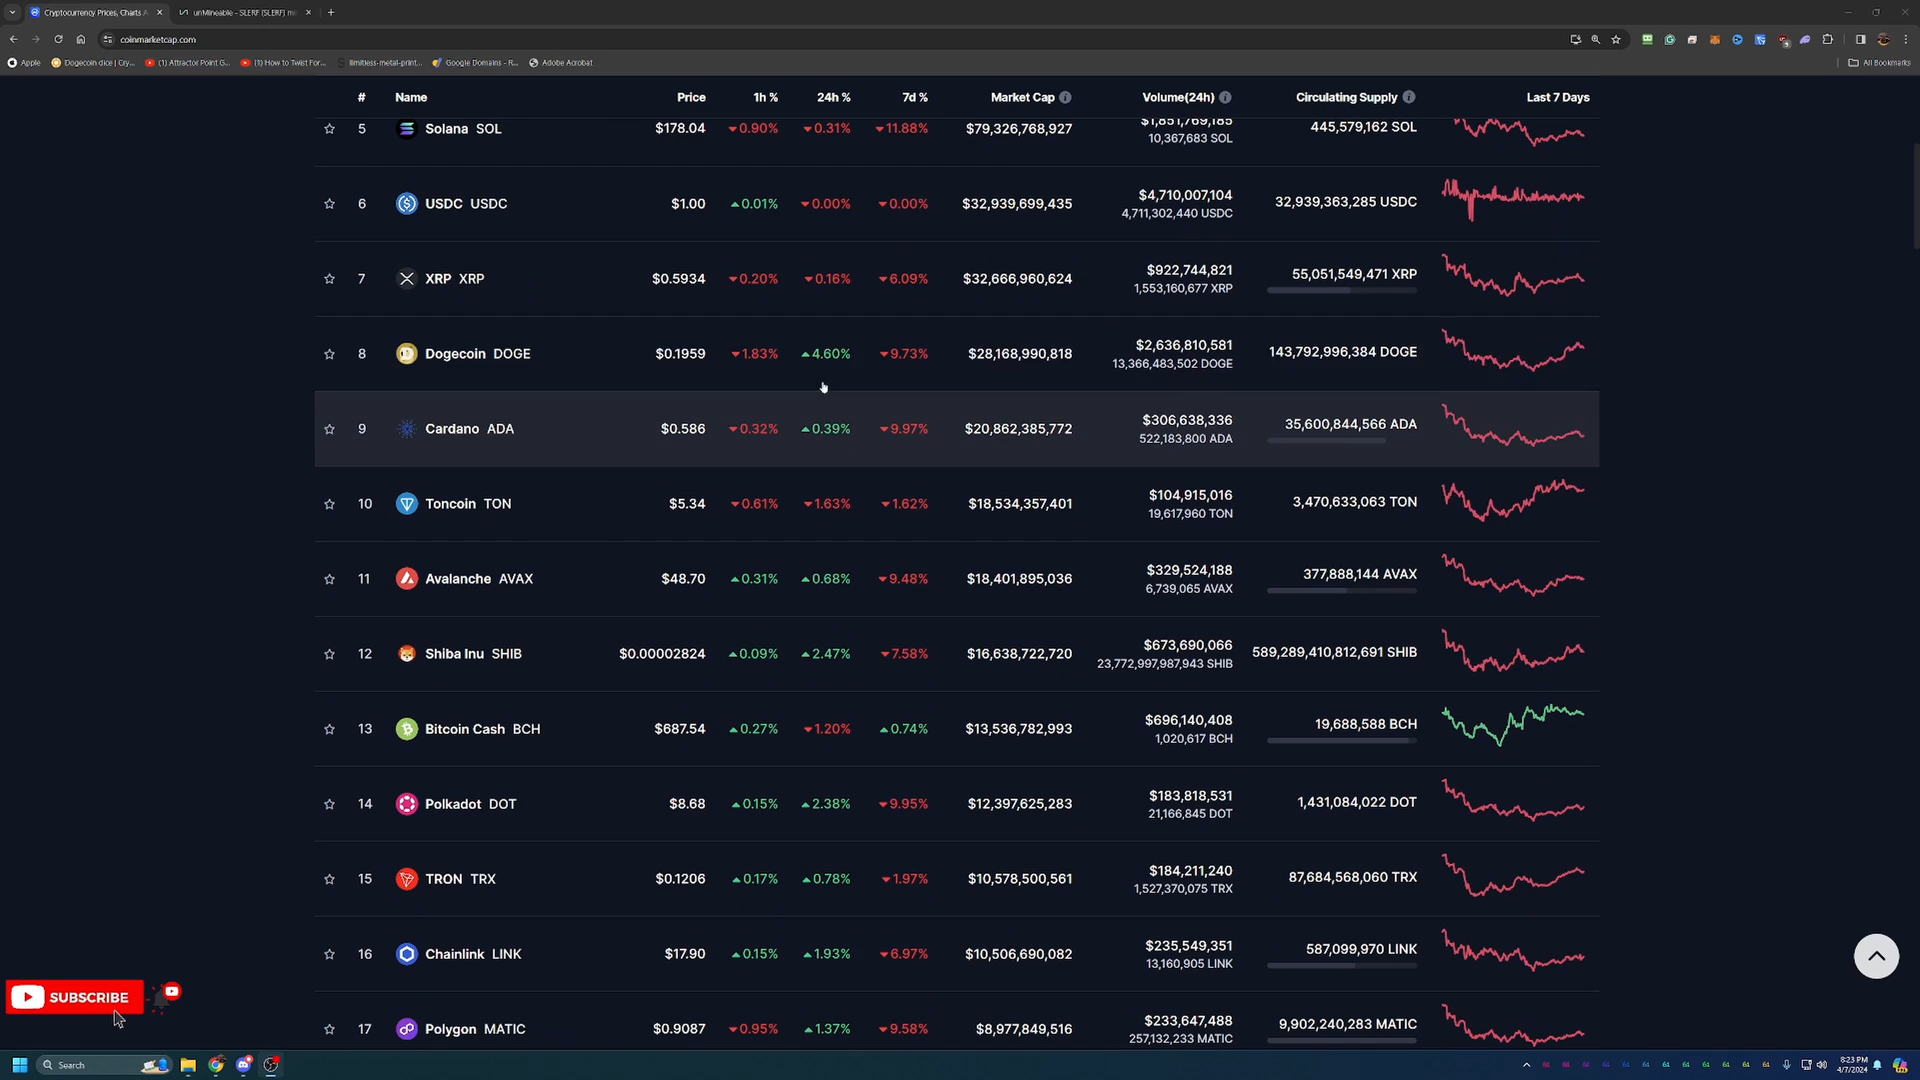 Cryptocurrency Prices, Charts A
unMineable - SLERF (SLERF) m
coinmarketcap.com
Apple
Dogecoin dice | Cry...
(1) Attractor Point G...
(1) How to Twist For...
limitless-metal-print...
Google Domains - R...
Adobe Acrobat
All Bookmarks
# Name Price 1h % 24h % 7d % Market Cap Volume(24h) Circulating Supply Last 7 Days
5 Solana SOL $178.04 0.90% 0.31% 11.88% $79,326,768,927 $1,851,769,185 445,579,162 SOL
10,367,683 SOL
6 USDC USDC $1.00 0.01% 0.00% 0.00% $32,939,699,435 $4,710,007,104 32,939,363,285 USDC
4,711,302,440 USDC
7 XRP XRP $0.5934 0.20% 0.16% 6.09% $32,666,960,624 $922,744,821 55,051,549,471 XRP
1,553,160,677 XRP
8 Dogecoin DOGE $0.1959 1.83% 4.60% 9.73% $28,168,990,818 $2,636,810,581 143,792,996,384 DOGE
13,366,483,502 DOGE
9 Cardano ADA $0.586 0.32% 0.39% 9.97% $20,862,385,772 $306,638,336 35,600,844,566 ADA
522,183,800 ADA
10 Toncoin TON $5.34 0.61% 1.63% 1.62% $18,534,357,401 $104,915,016 3,470,633,063 TON
19,617,960 TON
11 Avalanche AVAX $48.70 0.31% 0.68% 9.48% $18,401,895,036 $329,524,188 377,888,144 AVAX
6,739,065 AVAX
12 Shiba Inu SHIB $0.00002824 0.09% 2.47% 7.58% $16,638,722,720 $673,690,066 589,289,410,812,691 SHIB
23,772,997,987,943 SHIB
13 Bitcoin Cash BCH $687.54 0.27% 1.20% 0.74% $13,536,782,993 $696,140,408 19,688,588 BCH
1,020,617 BCH
14 Polkadot DOT $8.68 0.15% 2.38% 9.95% $12,397,625,283 $183,818,531 1,431,084,022 DOT
21,166,845 DOT
15 TRON TRX $0.1206 0.17% 0.78% 1.97% $10,578,500,561 $184,211,240 87,684,568,060 TRX
1,527,370,075 TRX
16 Chainlink LINK $17.90 0.15% 1.93% 6.97% $10,506,690,082 $235,549,351 587,099,970 LINK
13,160,905 LINK
17 Polygon MATIC $0.9087 0.95% 1.37% 9.58% $8,977,849,516 $233,647,488 9,902,240,283 MATIC
257,132,233 MATIC
SUBSCRIBE
Search
8:23 PM
4/7/2024